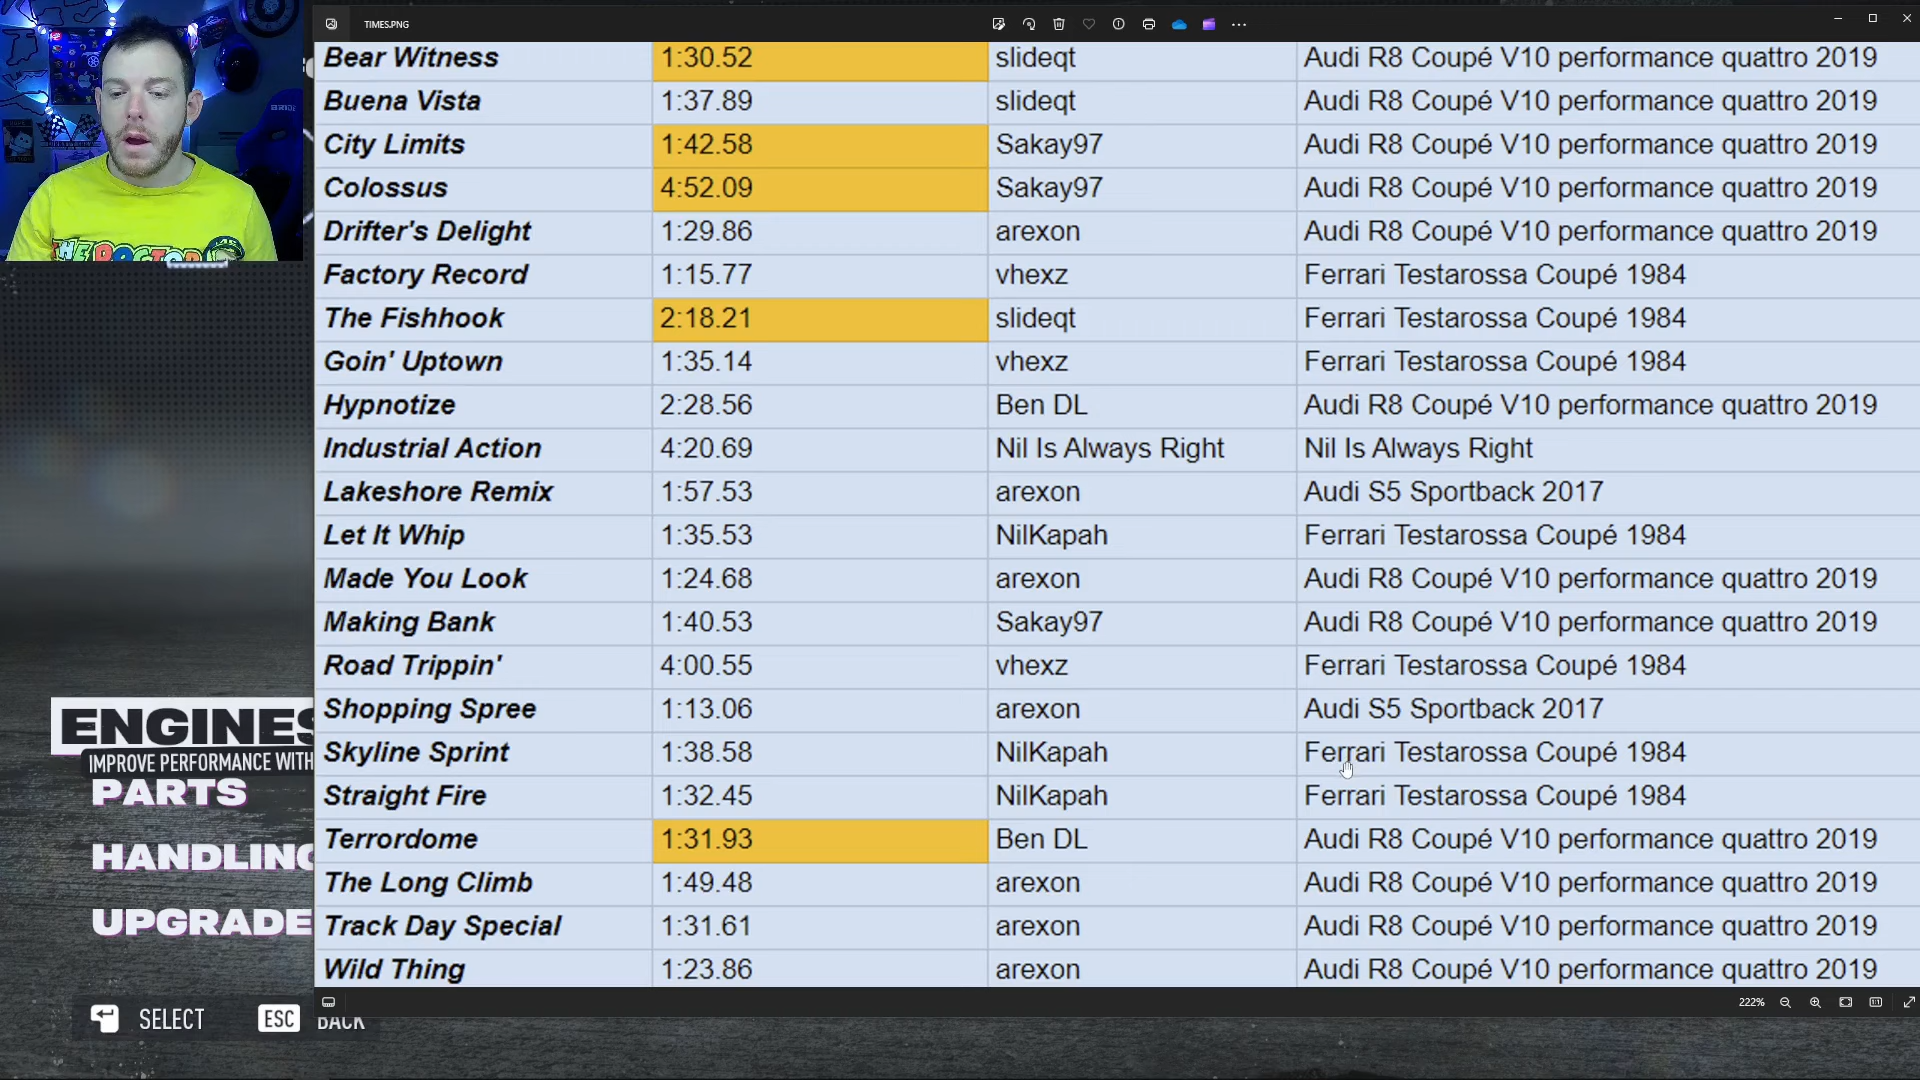 TIMES.PNG
Bear Witness 1:30.52 slideqt Audi R8 Coupé V10 performance quattro 2019
Buena Vista 1:37.89 slideqt Audi R8 Coupé V10 performance quattro 2019
City Limits 1:42.58 Sakay97 Audi R8 Coupé V10 performance quattro 2019
Colossus 4:52.09 Sakay97 Audi R8 Coupé V10 performance quattro 2019
Drifter's Delight 1:29.86 arexon Audi R8 Coupé V10 performance quattro 2019
Factory Record 1:15.77 vhexz Ferrari Testarossa Coupé 1984
The Fishhook 2:18.21 slideqt Ferrari Testarossa Coupé 1984
Goin' Uptown 1:35.14 vhexz Ferrari Testarossa Coupé 1984
Hypnotize 2:28.56 Ben DL Audi R8 Coupé V10 performance quattro 2019
Industrial Action 4:20.69 Nil Is Always Right Nil Is Always Right
Lakeshore Remix 1:57.53 arexon Audi S5 Sportback 2017
Let It Whip 1:35.53 NilKapah Ferrari Testarossa Coupé 1984
Made You Look 1:24.68 arexon Audi R8 Coupé V10 performance quattro 2019
Making Bank 1:40.53 Sakay97 Audi R8 Coupé V10 performance quattro 2019
Road Trippin' 4:00.55 vhexz Ferrari Testarossa Coupé 1984
Shopping Spree 1:13.06 arexon Audi S5 Sportback 2017
Skyline Sprint 1:38.58 NilKapah Ferrari Testarossa Coupé 1984
Straight Fire 1:32.45 NilKapah Ferrari Testarossa Coupé 1984
Terrordome 1:31.93 Ben DL Audi R8 Coupé V10 performance quattro 2019
The Long Climb 1:49.48 arexon Audi R8 Coupé V10 performance quattro 2019
Track Day Special 1:31.61 arexon Audi R8 Coupé V10 performance quattro 2019
Wild Thing 1:23.86 arexon Audi R8 Coupé V10 performance quattro 2019
222%
THE DOCTOR
ENGINES
IMPROVE PERFORMANCE WITH
PARTS
HANDLING
UPGRADE
SELECT ESC BACK